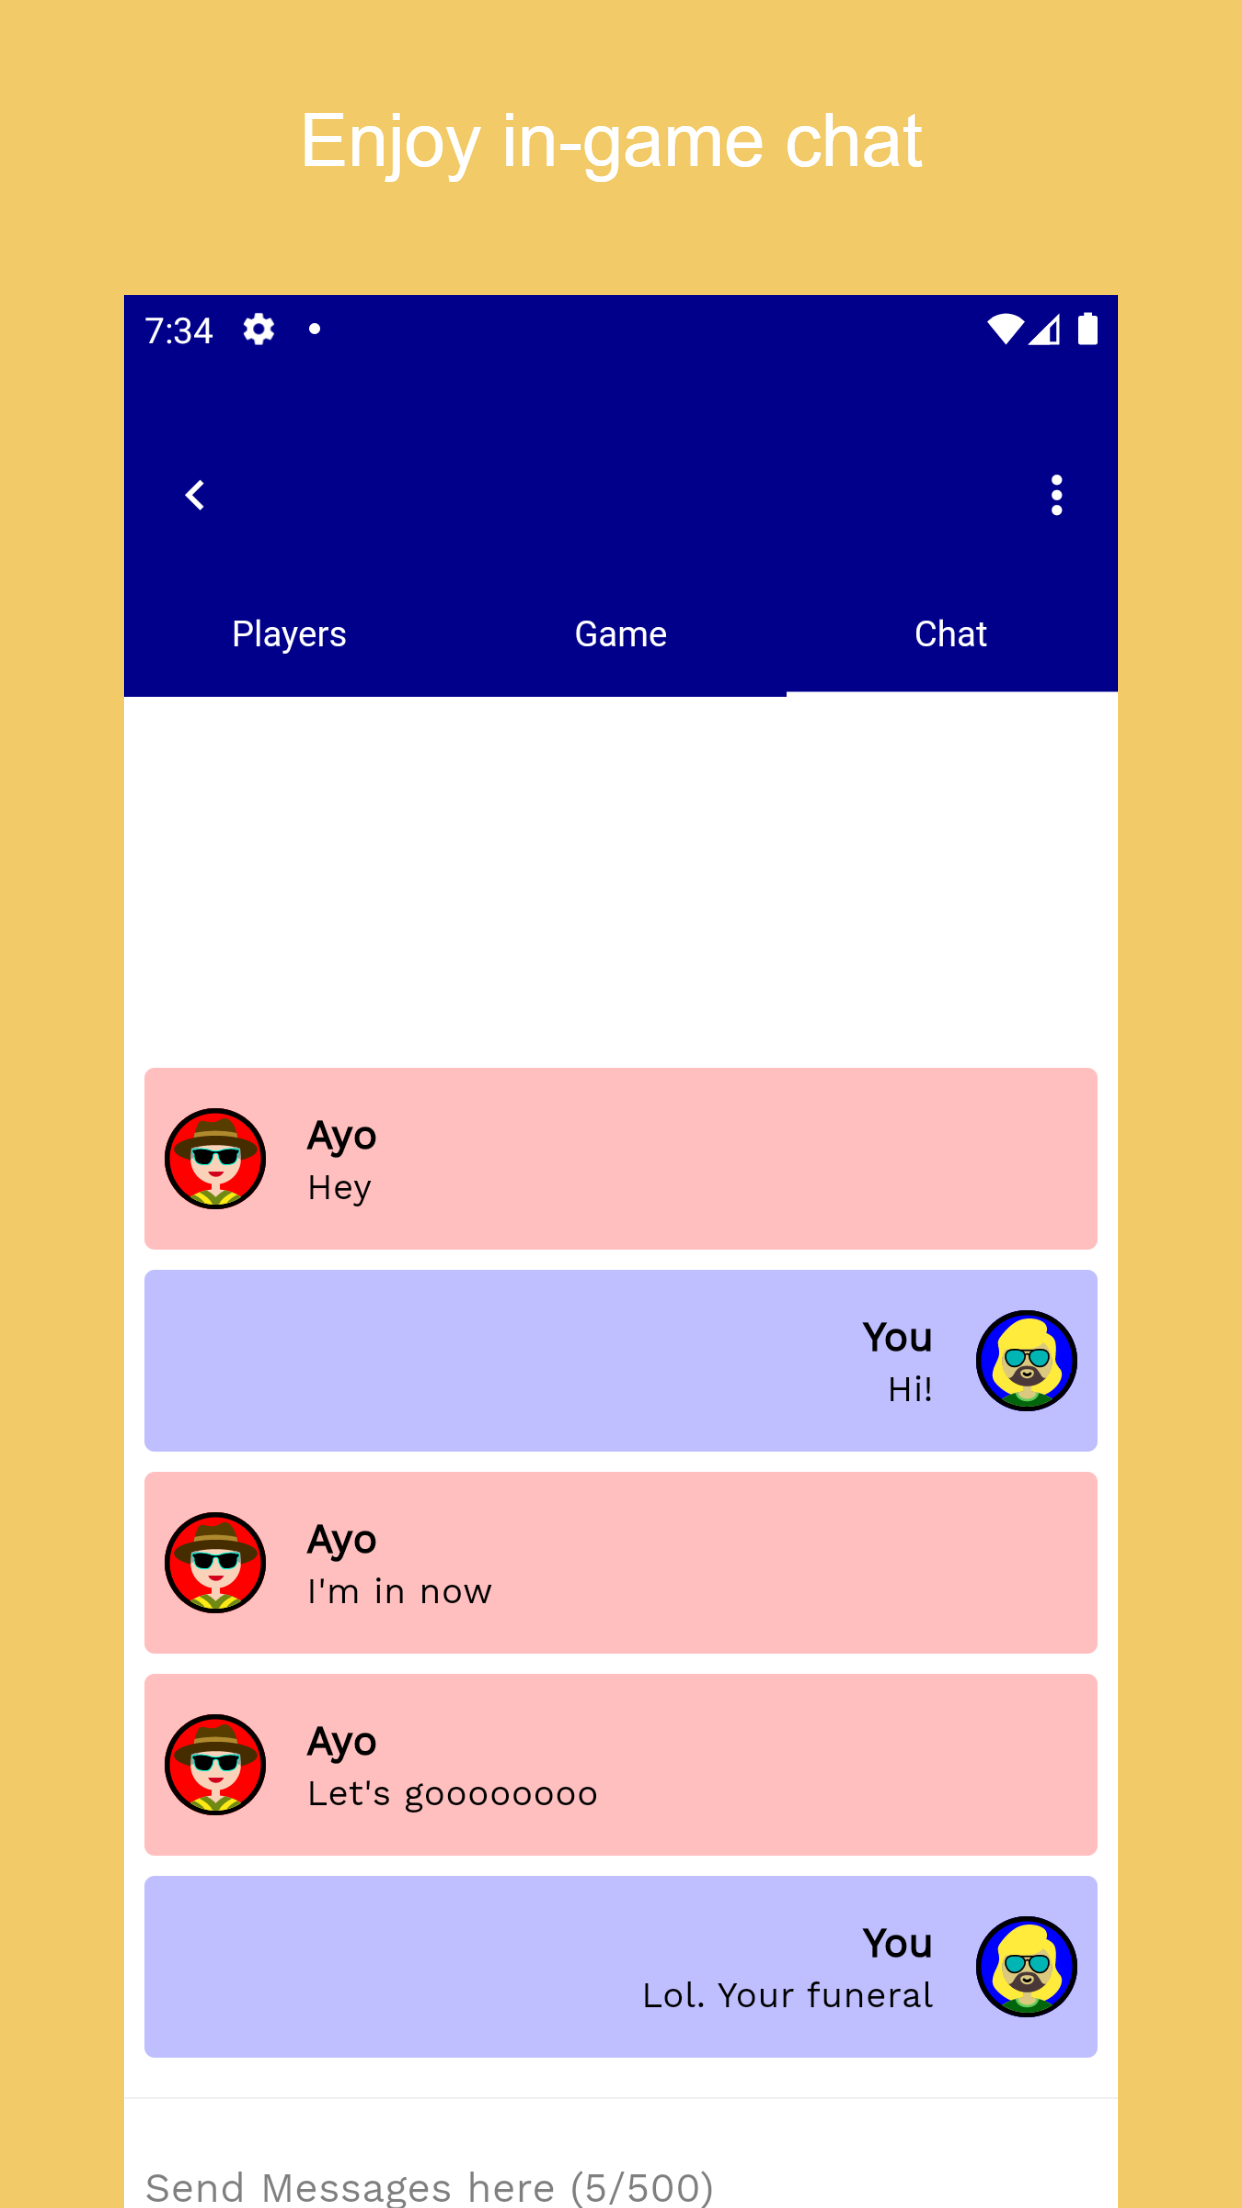 Enjoy in-game chat
7:34
Players Game Chat
Ayo
Hey
You
Hi!
Ayo
I'm in now
Ayo
Let's goooooooo
You
Lol. Your funeral
Send Messages here (5/500)